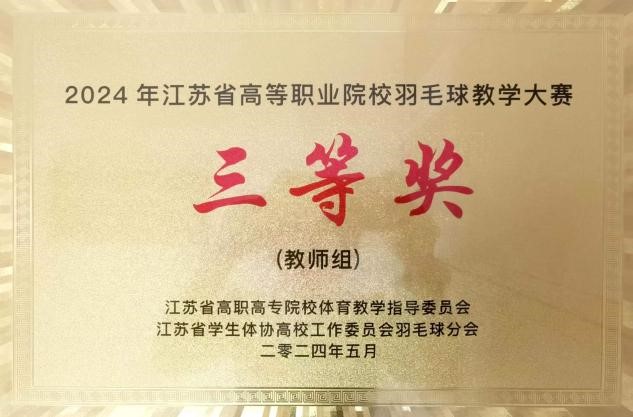 2024 年江苏省高等职业院校羽毛球教学大赛
三等奖
(教师组)
江苏省高职高专院校体育教学指导委员会
江苏省学生体协高校工作委员会羽毛球分会
二零二四年五月